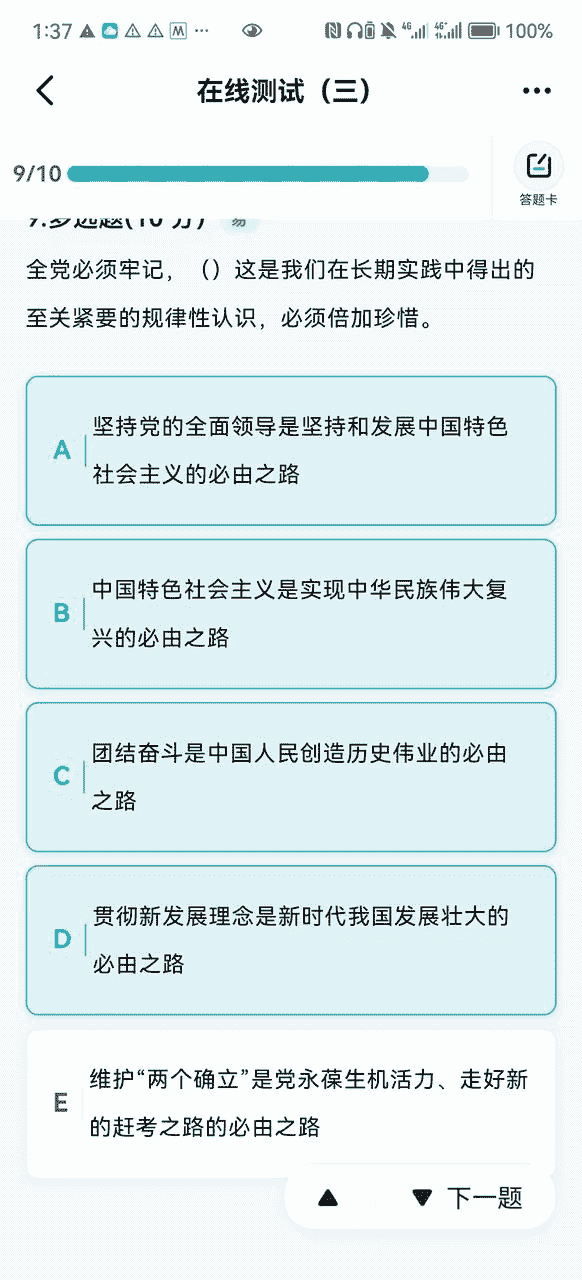 1:37
M
4G
4G+
100%
在线测试（三）
9/10
答题卡
9.多选题(10 分)
易
全党必须牢记，（）这是我们在长期实践中得出的
至关紧要的规律性认识，必须倍加珍惜。
A
坚持党的全面领导是坚持和发展中国特色
社会主义的必由之路
B
中国特色社会主义是实现中华民族伟大复
兴的必由之路
C
团结奋斗是中国人民创造历史伟业的必由
之路
D
贯彻新发展理念是新时代我国发展壮大的
必由之路
E
维护“两个确立”是党永葆生机活力、走好新
的赶考之路的必由之路
下一题